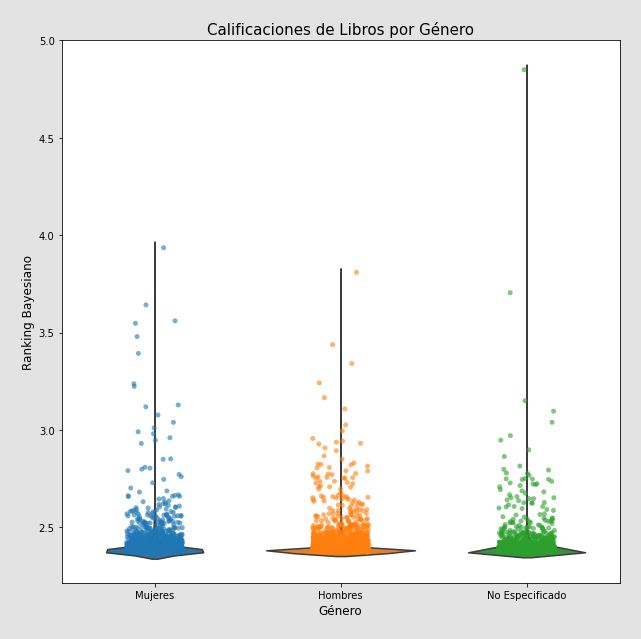 Calificaciones de Libros por Género
5.0
4.5
4.0
3.5
3.0
2.5
Ranking Bayesiano
Mujeres
Hombres
No Especificado
Género